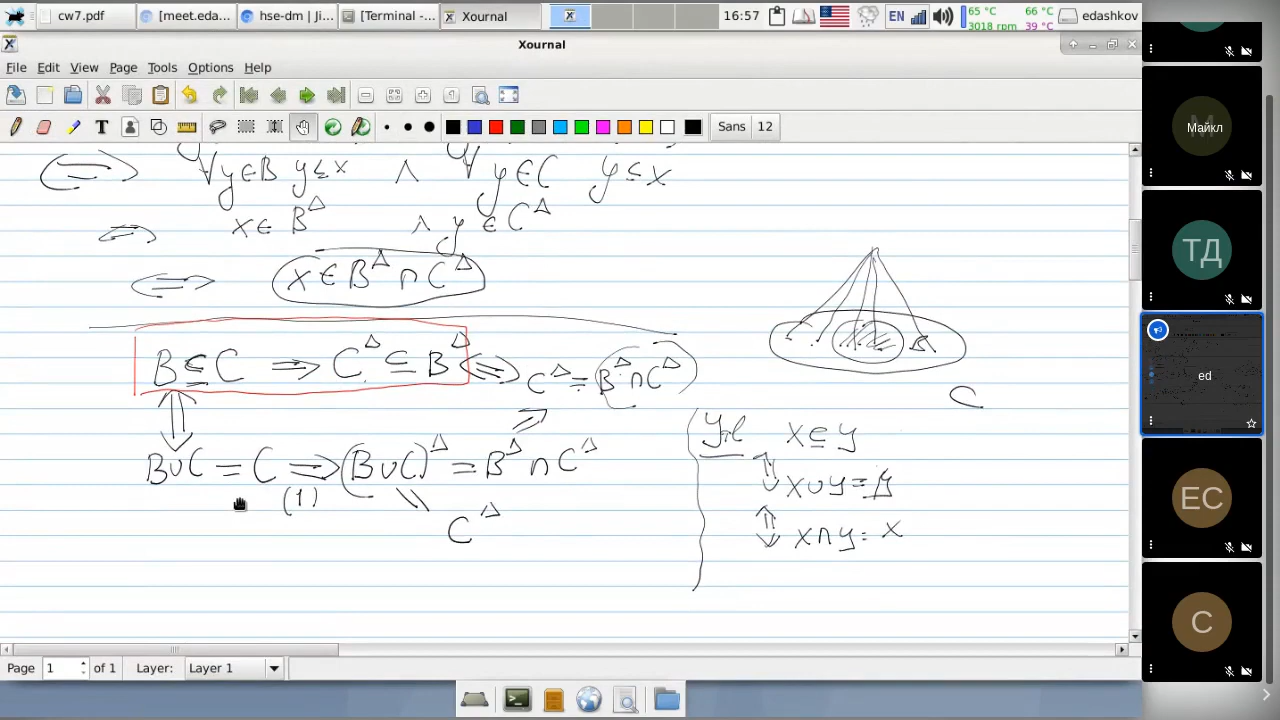 cw7.pdf
[meet.eda...
hse-dm | Ji...
[Terminal -...
Xournal
16:57
EN
65 °C
3018 rpm
66 °C
39 °C
edashkov
Xournal
File Edit View Page Tools Options Help
Sans 12
∀y∈B y≤x ∧ ∀y∈C y≤x
⇔ x∈B^Δ ∧ y∈C^Δ
⇔ x∈B^Δ∩C^Δ
B⊆C ⇒ C^Δ⊆B^Δ ⇔ C^Δ=B^Δ∩C^Δ
⇕
B∪C=C ⇒ (B∪C)^Δ=B^Δ∩C^Δ
(1)
C^Δ
C
X⊆Y
⇕ X∪Y=Y
⇕ X∩Y=X
Page 1 of 1 Layer: Layer 1
М
Майкл
ТД
ed
ЕС
С